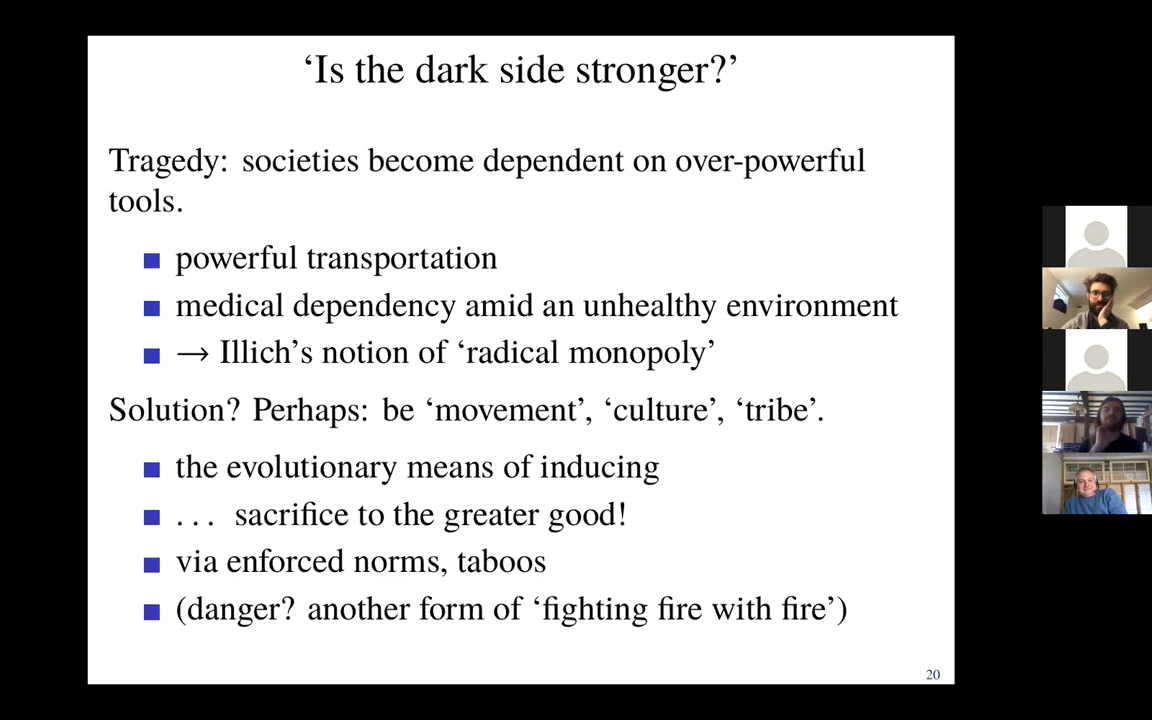 ‘Is the dark side stronger?’
Tragedy: societies become dependent on over-powerful
tools.
■ powerful transportation
■ medical dependency amid an unhealthy environment
■ → Illich’s notion of ‘radical monopoly’
Solution? Perhaps: be ‘movement’, ‘culture’, ‘tribe’.
■ the evolutionary means of inducing
■ . . . sacrifice to the greater good!
■ via enforced norms, taboos
■ (danger? another form of ‘fighting fire with fire’)
20